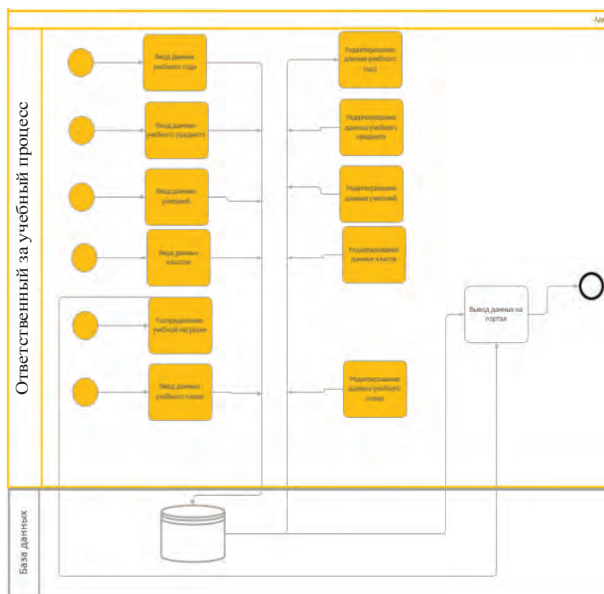 Ад
Ответственный за учебный процесс
Ввод данных
учебного года
Редактирование
данных учебного
года
Ввод данных
учебного предмета
Редактирование
данных учебного
предмета
Ввод данных
учителей
Редактирование
данных учителей
Ввод данных
классов
Редактирование
данных классов
Распределение
учебной нагрузки
Вывод данных на
портал
Ввод данных
учебного плана
Редактирование
данных учебного
плана
База данных